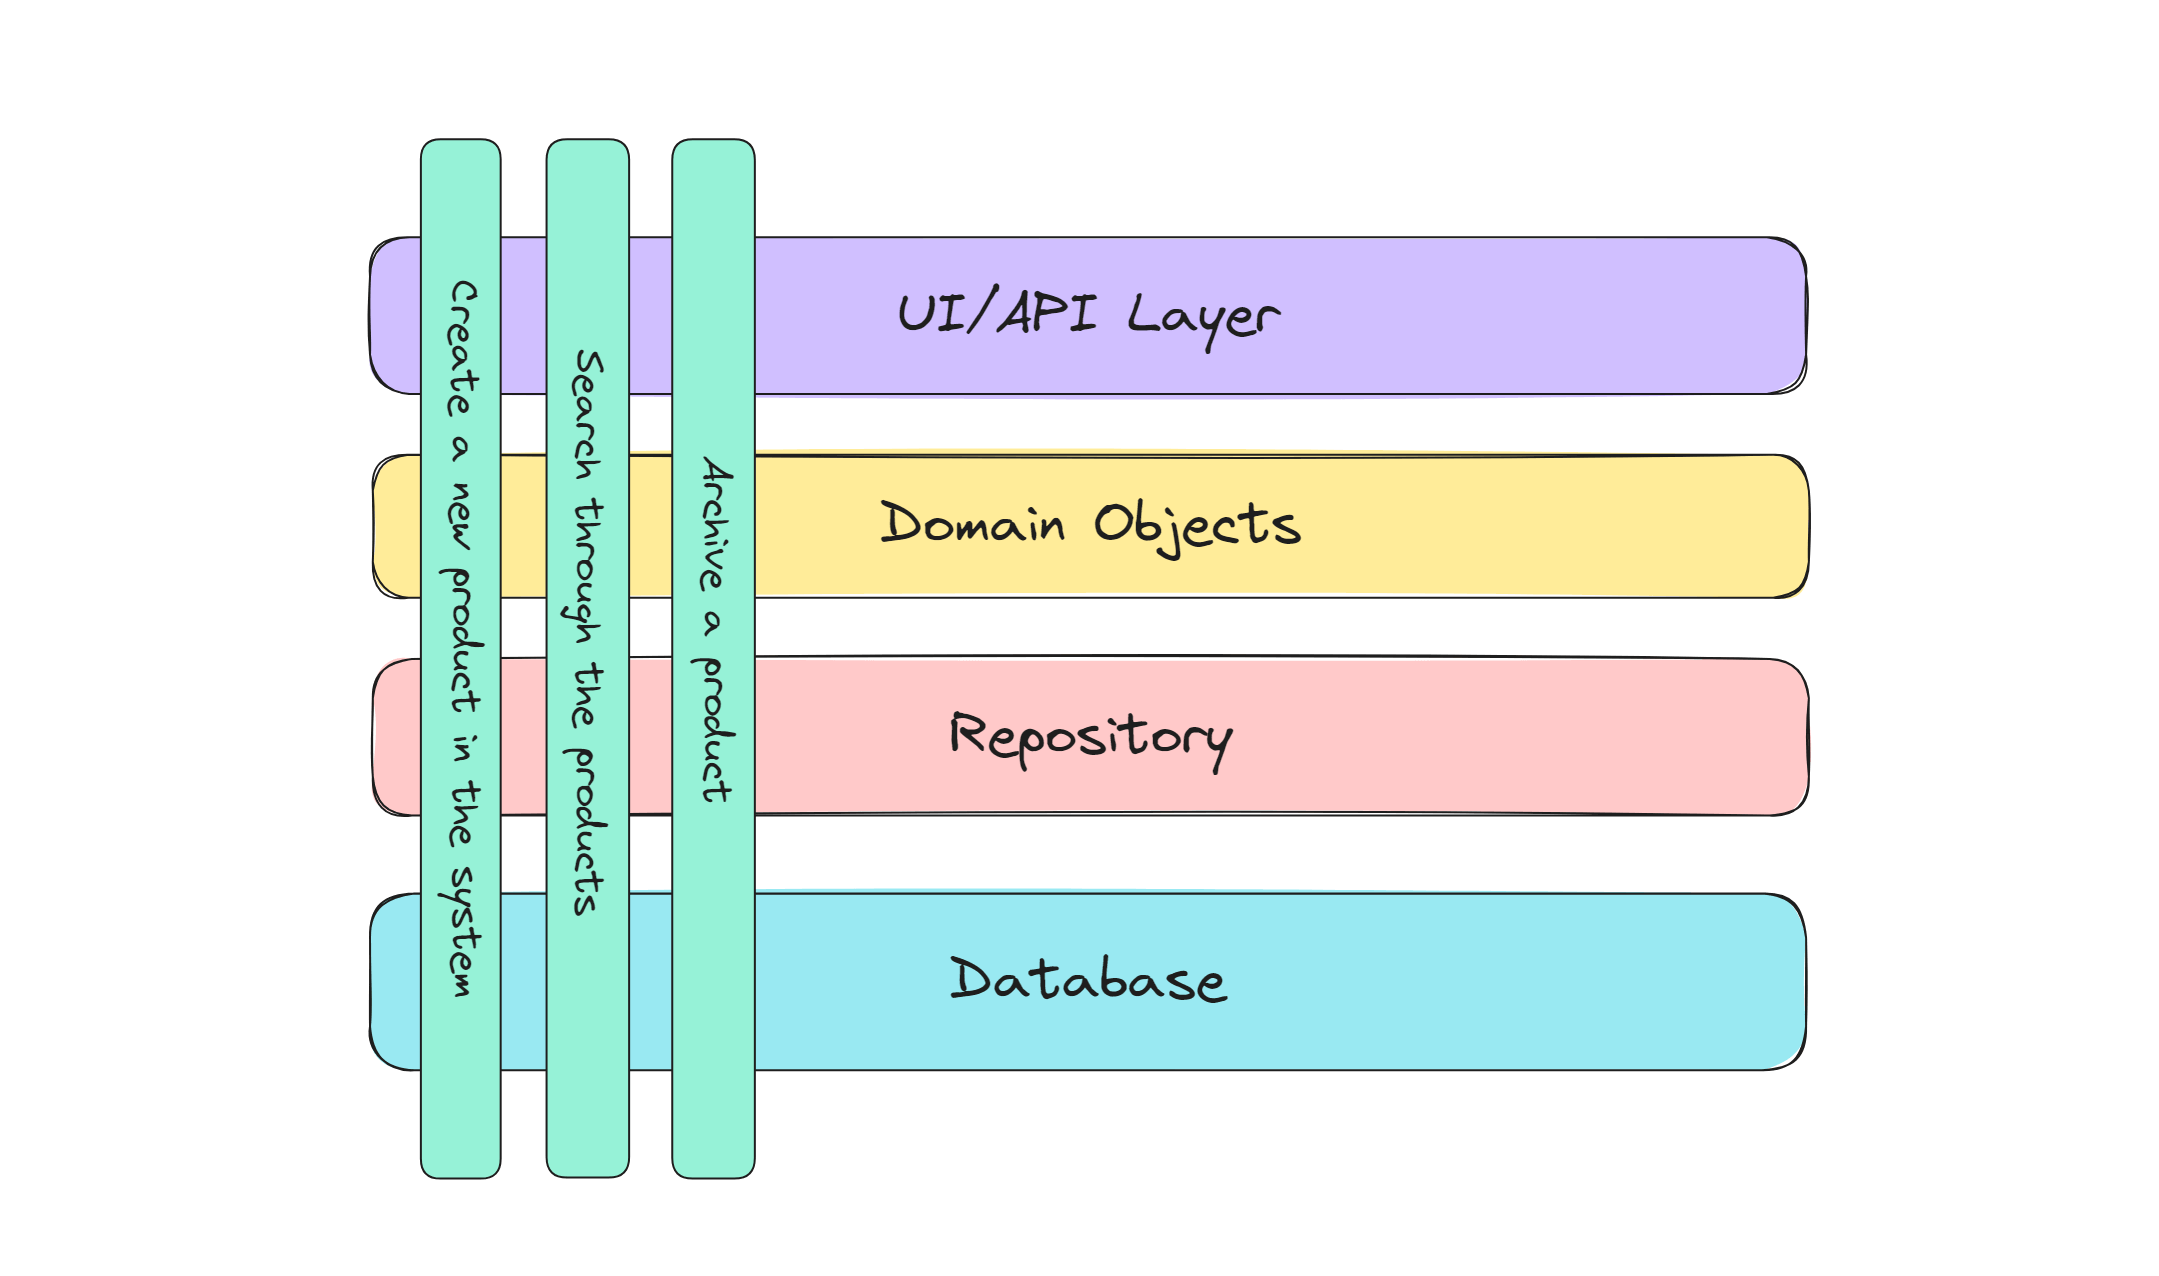 Create a new product in the system
Search through the products
Archive a product
UI/API Layer
Domain Objects
Repository
Database